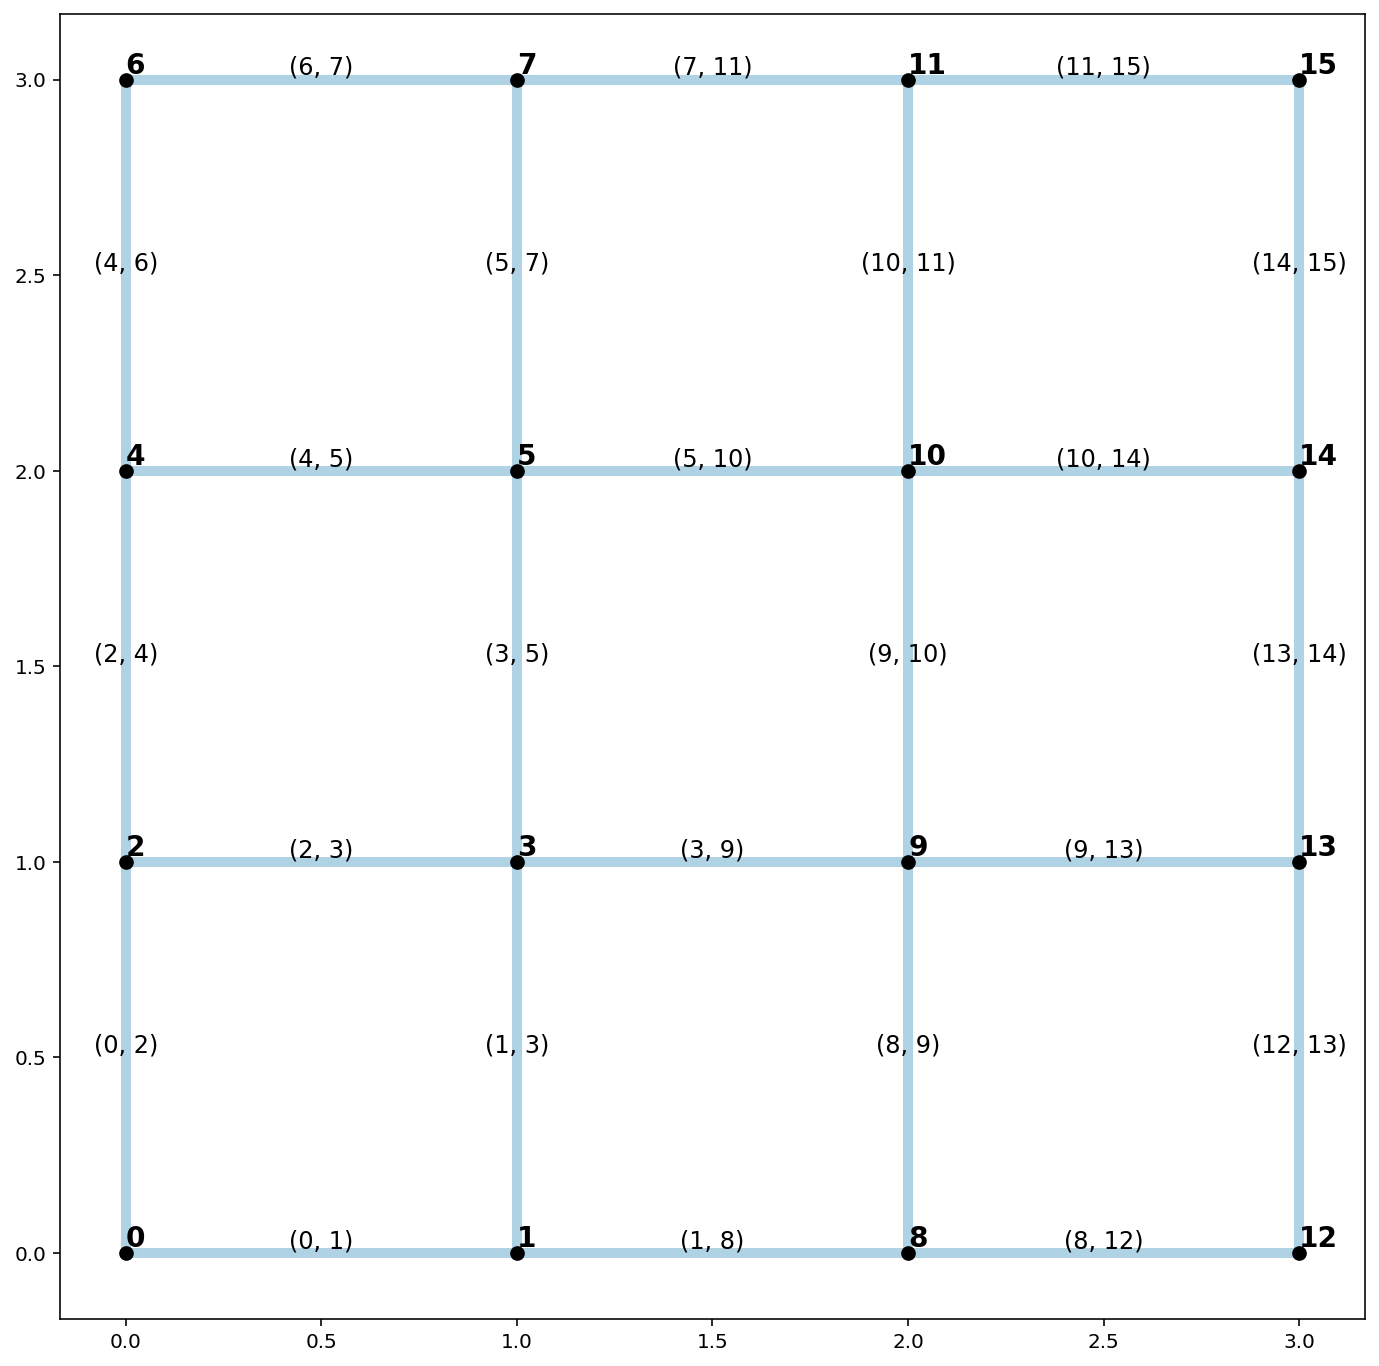 6 (6, 7) 7 (7, 11) 11 (11, 15) 15
3.0
(4, 6) (5, 7) (10, 11) (14, 15)
2.5
4 (4, 5) 5 (5, 10) 10 (10, 14) 14
2.0
(2, 4) (3, 5) (9, 10) (13, 14)
1.5
2 (2, 3) 3 (3, 9) 9 (9, 13) 13
1.0
(0, 2) (1, 3) (8, 9) (12, 13)
0.5
0 (0, 1) 1 (1, 8) 8 (8, 12) 12
0.0
0.0 0.5 1.0 1.5 2.0 2.5 3.0